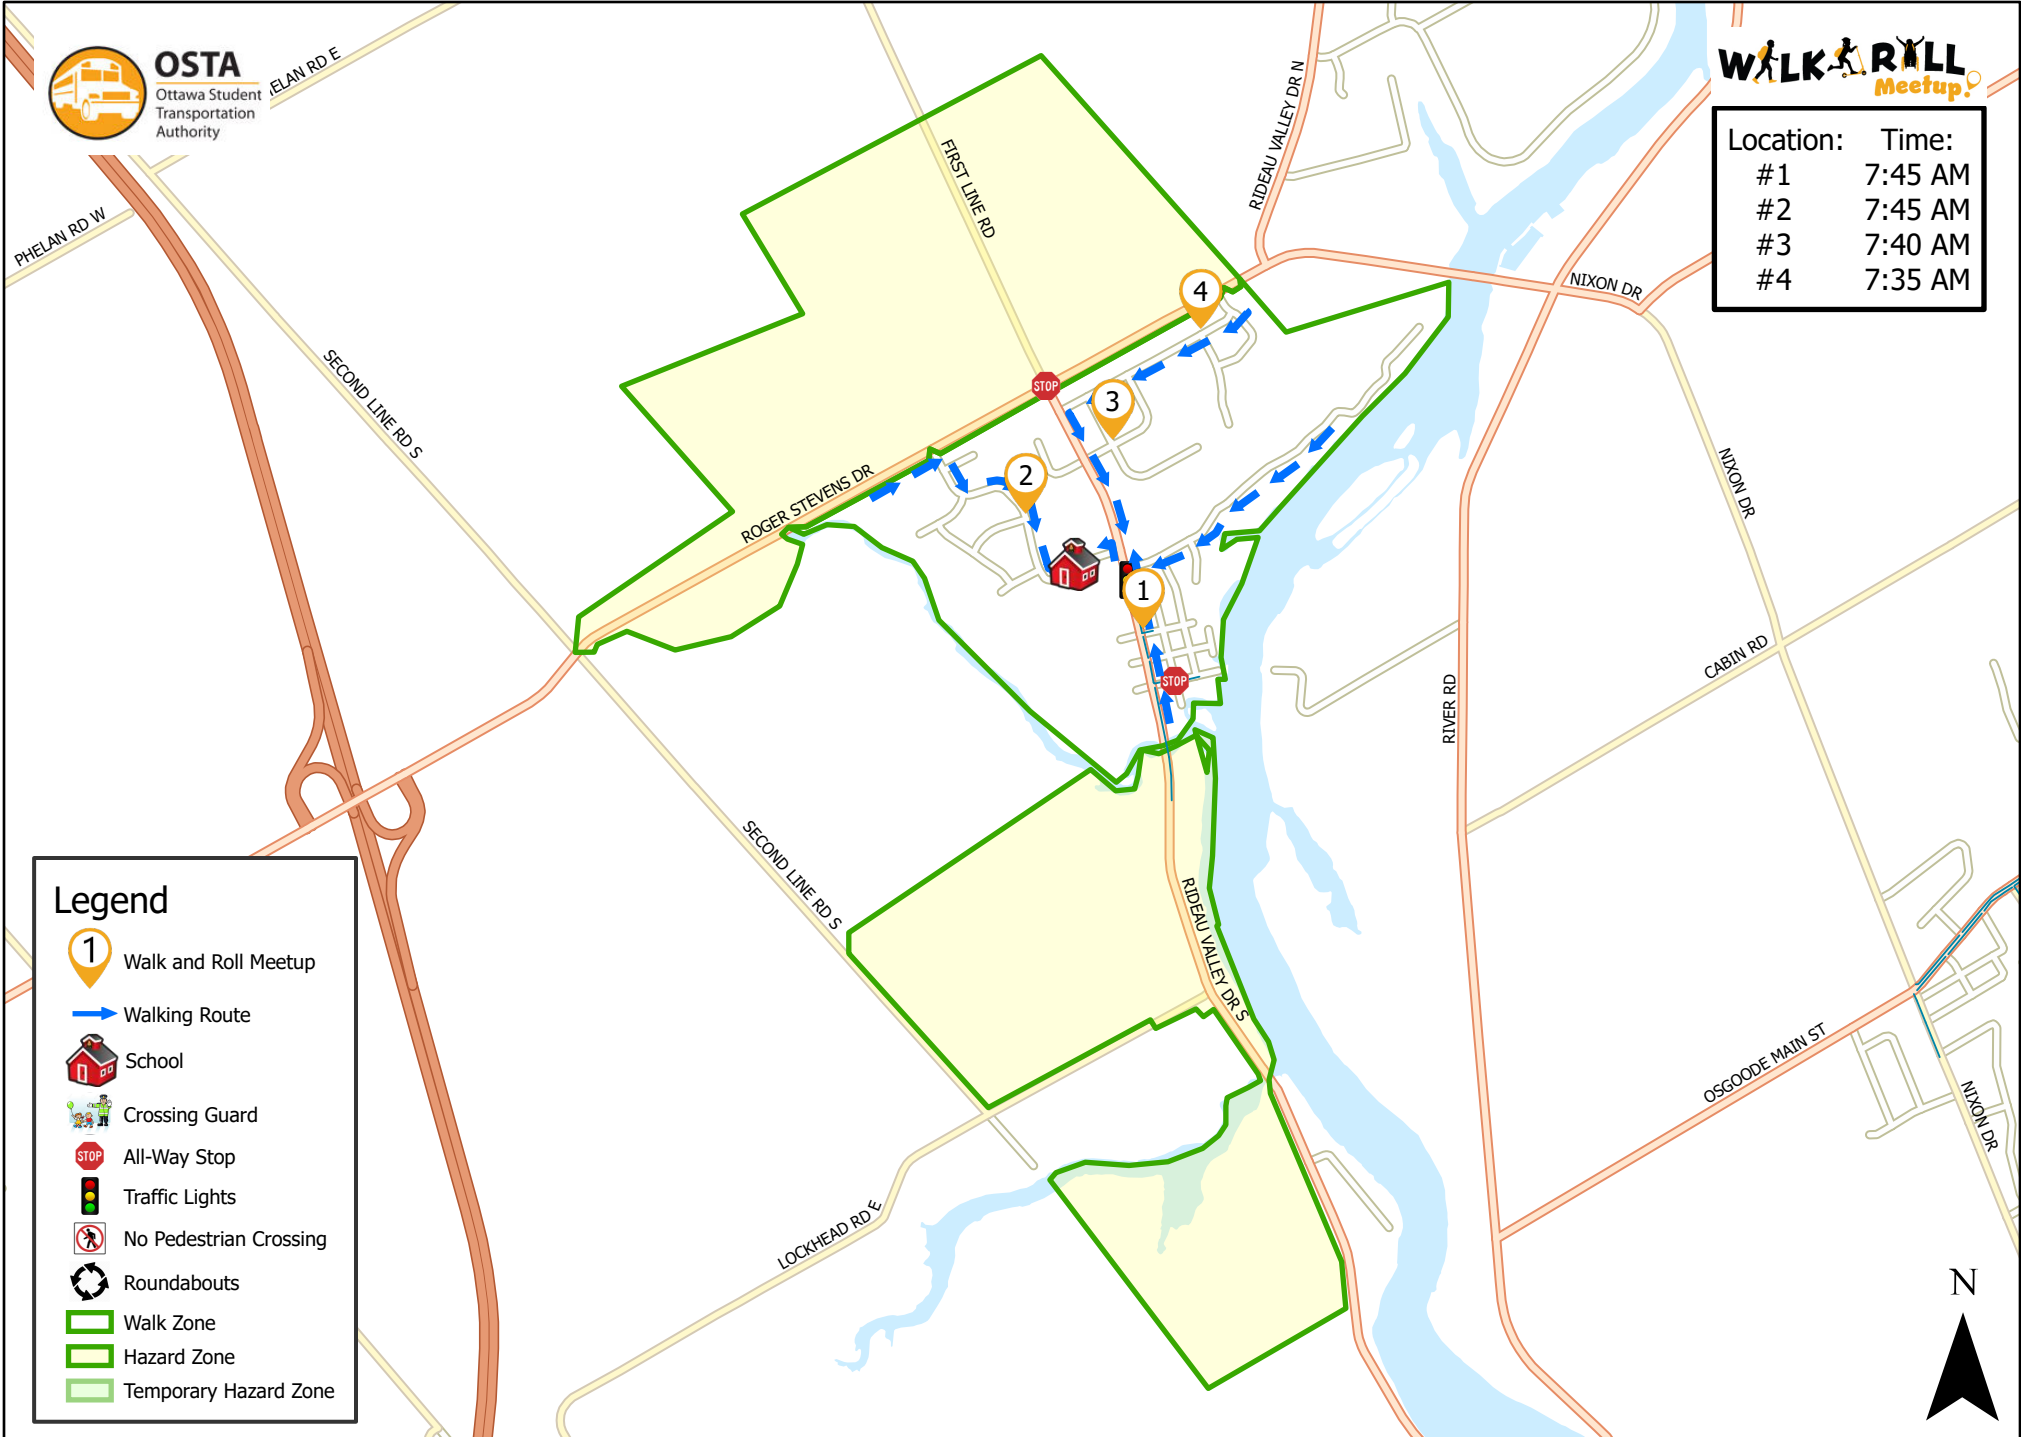 OSTA
Ottawa Student
Transportation
Authority
WALK & ROLL
Meetup!
Location: Time:
#1 7:45 AM
#2 7:45 AM
#3 7:40 AM
#4 7:35 AM
ELAN RD E
PHELAN RD W
FIRST LINE RD
RIDEAU VALLEY DR N
NIXON DR
4
STOP
3
SECOND LINE RD S
2
ROGER STEVENS DR
NIXON DR
1
STOP
CABIN RD
RIVER RD
SECOND LINE RD S
RIDEAU VALLEY DR S
OSGOODE MAIN ST
NIXON DR
LOCKHEAD RD E
Legend
1 Walk and Roll Meetup
Walking Route
School
Crossing Guard
STOP All-Way Stop
Traffic Lights
No Pedestrian Crossing
Roundabouts
Walk Zone
Hazard Zone
Temporary Hazard Zone
N